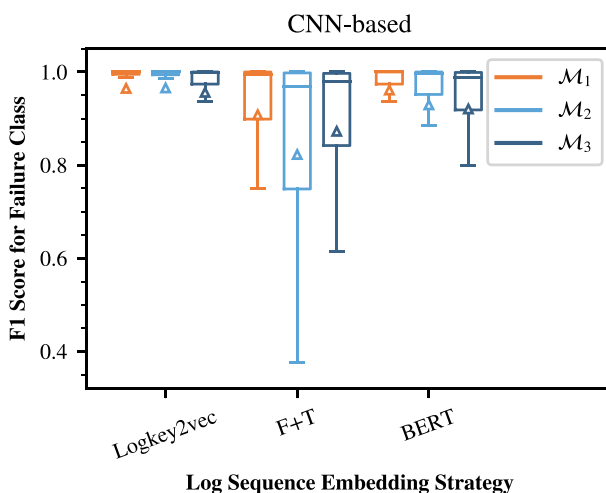 CNN-based
F1 Score for Failure Class
1.0
0.8
0.6
0.4
ℳ₁
ℳ₂
ℳ₃
Logkey2vec
F+T
BERT
Log Sequence Embedding Strategy